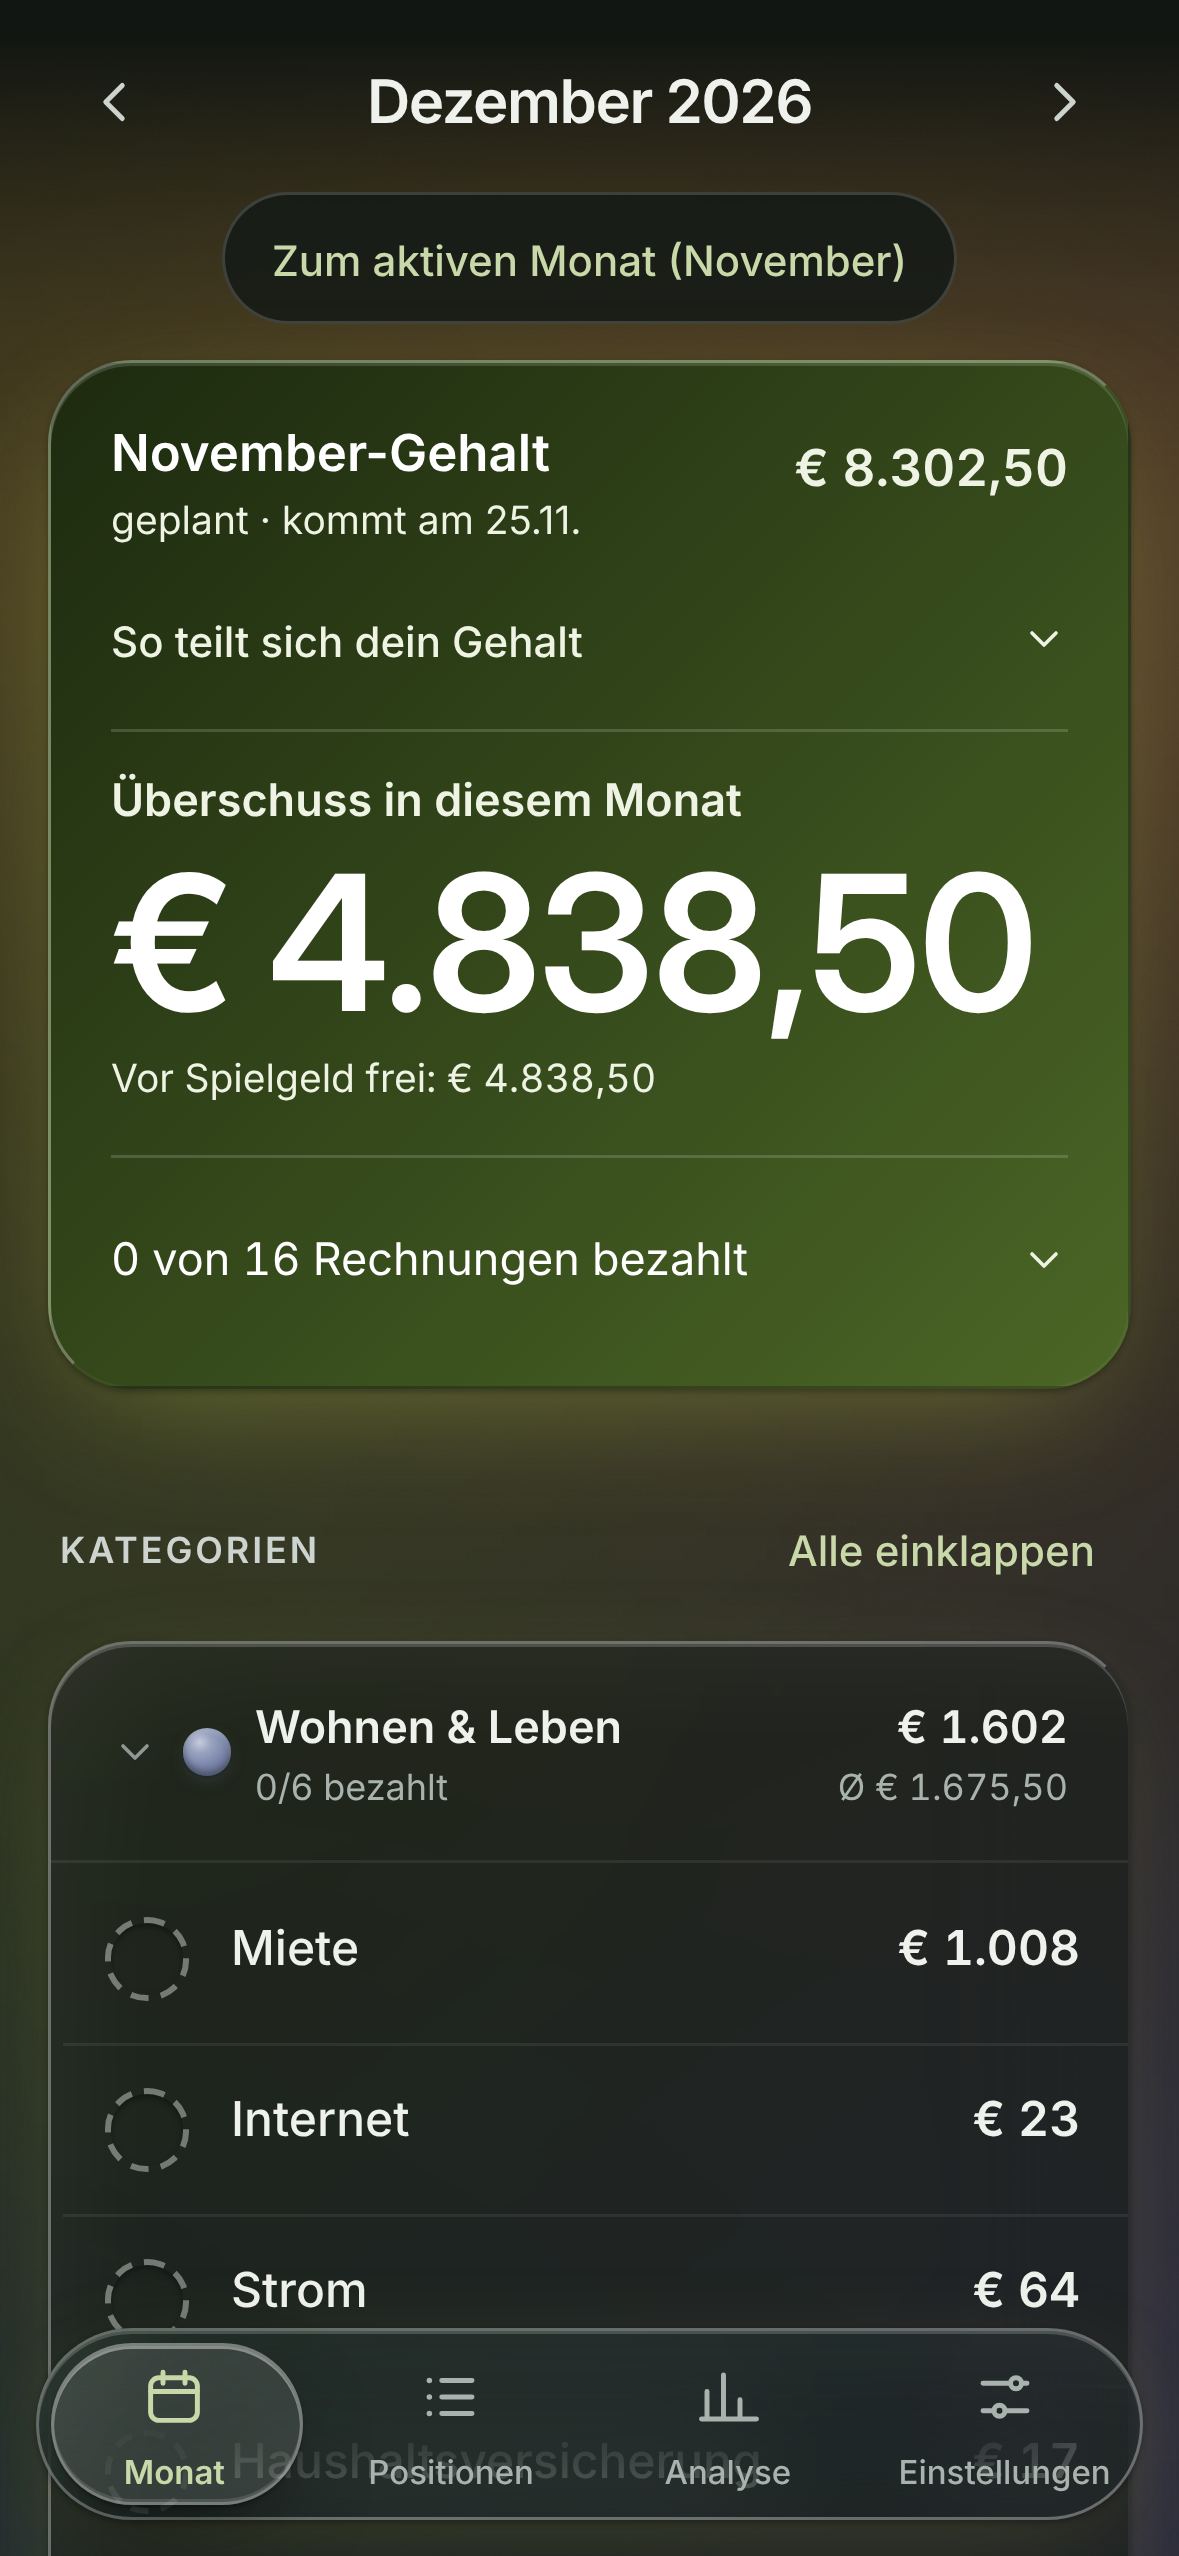 Dezember 2026
Zum aktiven Monat (November)
November-Gehalt
€ 8.302,50
geplant · kommt am 25.11.
So teilt sich dein Gehalt
Überschuss in diesem Monat
€ 4.838,50
Vor Spielgeld frei: € 4.838,50
0 von 16 Rechnungen bezahlt
KATEGORIEN
Alle einklappen
Wohnen & Leben
€ 1.602
0/6 bezahlt
Ø € 1.675,50
Miete
€ 1.008
Internet
€ 23
Strom
€ 64
Haushaltsversicherung
€ 17
Monat
Positionen
Analyse
Einstellungen